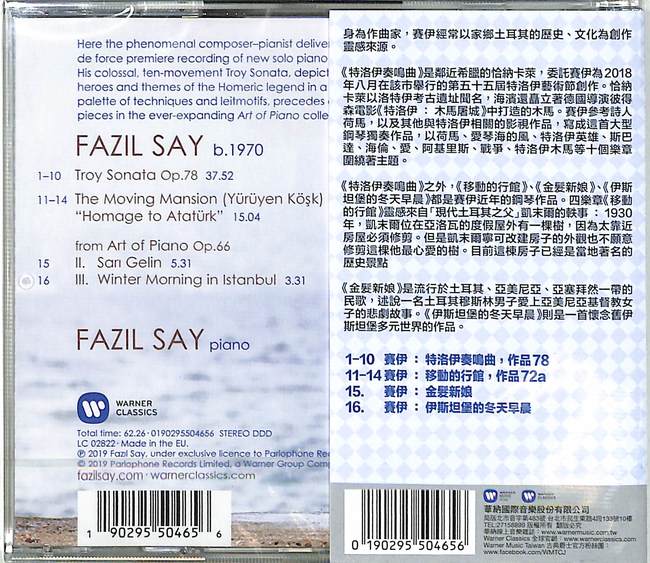 Here the phenomenal composer–pianist deliver
de force premiere recording of new solo piano
His colossal, ten-movement Troy Sonata, depict
heroes and themes of the Homeric legend in a
palette of techniques and leitmotifs, precedes
pieces in the ever-expanding Art of Piano colle
FAZIL SAY b.1970
1–10 Troy Sonata Op.78 37.52
11–14 The Moving Mansion (Yürüyen Köşk)
“Homage to Atatürk” 15.04
from Art of Piano Op.66
15 II. Sarı Gelin 5.31
16 III. Winter Morning in Istanbul 3.31
FAZIL SAY piano
WARNER
CLASSICS
Total time: 62.26 · 0190295504656 STEREO DDD
LC 02822 · Made in the EU.
℗ 2019 Fazıl Say, under exclusive licence to Parlophone Rec
© 2019 Parlophone Records Limited, a Warner Group Comp
fazilsay.com · warnerclassics.com
1 90295 50465 6
身為作曲家，賽伊經常以家鄉土耳其的歷史、文化為創作
靈感來源。
《特洛伊奏鳴曲》是鄰近希臘的恰納卡萊，委託賽伊為2018
年八月在該市舉行的第五十五屆特洛伊藝術節創作。恰納
卡萊以洛特伊考古遺址聞名，海濱還矗立著德國導演彼得
森電影《特洛伊：木馬屠城》中打造的木馬。賽伊參考詩人
荷馬，以及其他與特洛伊相關的影視作品，寫成這首大型
鋼琴獨奏作品，以荷馬、愛琴海的風、特洛伊英雄、斯巴
達、海倫、愛、阿基里斯、戰爭、特洛伊木馬等十個樂章
圍繞著主題。
《特洛伊奏鳴曲》之外，《移動的行館》、《金髮新娘》、《伊斯
坦堡的冬天早晨》都是賽伊近年的鋼琴作品。四樂章《移動
的行館》靈感來自「現代土耳其之父」凱末爾的軼事：1930
年，凱末爾位在亞洛瓦的度假屋外有一棵樹，因為太靠近
房屋必須修剪。但是凱末爾寧可改建房子的外觀也不願意
修剪這棵他最心愛的樹。目前這棟房子已經是當地著名的
歷史景點
《金髮新娘》是流行於土耳其、亞美尼亞、亞塞拜然一帶的
民歌，述說一名土耳其穆斯林男子愛上亞美尼亞基督教女
子的悲劇故事。《伊斯坦堡的冬天早晨》則是一首懷念舊伊
斯坦堡多元世界的作品。
1–10 賽伊：特洛伊奏鳴曲，作品78
11–14 賽伊：移動的行館，作品72a
15. 賽伊：金髮新娘
16. 賽伊：伊斯坦堡的冬天早晨
0 190295 504656
華納國際音樂股份有限公司
www.warnermusic.com.tw
www.warnerclassics.com
Warner Music Taiwan 古典爵士官方粉絲團：
www.facebook.com/WMTCJ